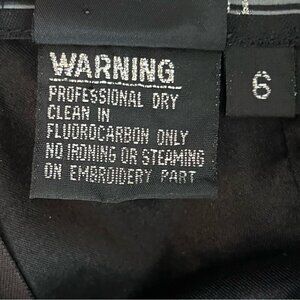 WARNING
PROFESSIONAL DRY
CLEAN IN
FLUOROCARBON ONLY
NO IRONING OR STEAMING
ON EMBROIDERY PART
6